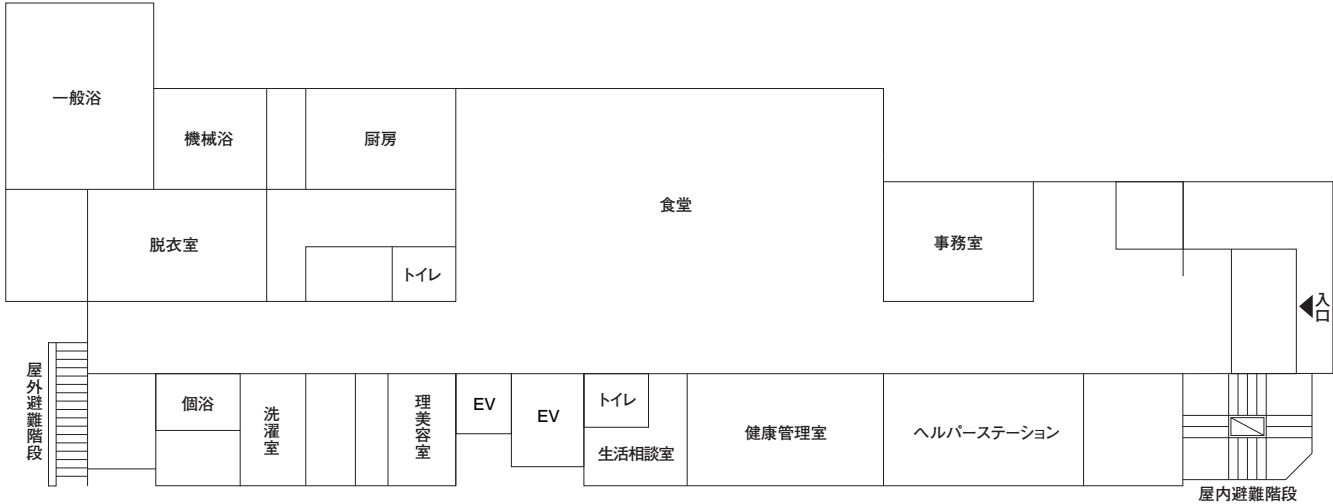 一般浴
機械浴
厨房
食堂
脱衣室
トイレ
事務室
入口
屋外避難階段
個浴
洗濯室
理美容室
EV
EV
トイレ
生活相談室
健康管理室
ヘルパーステーション
屋内避難階段